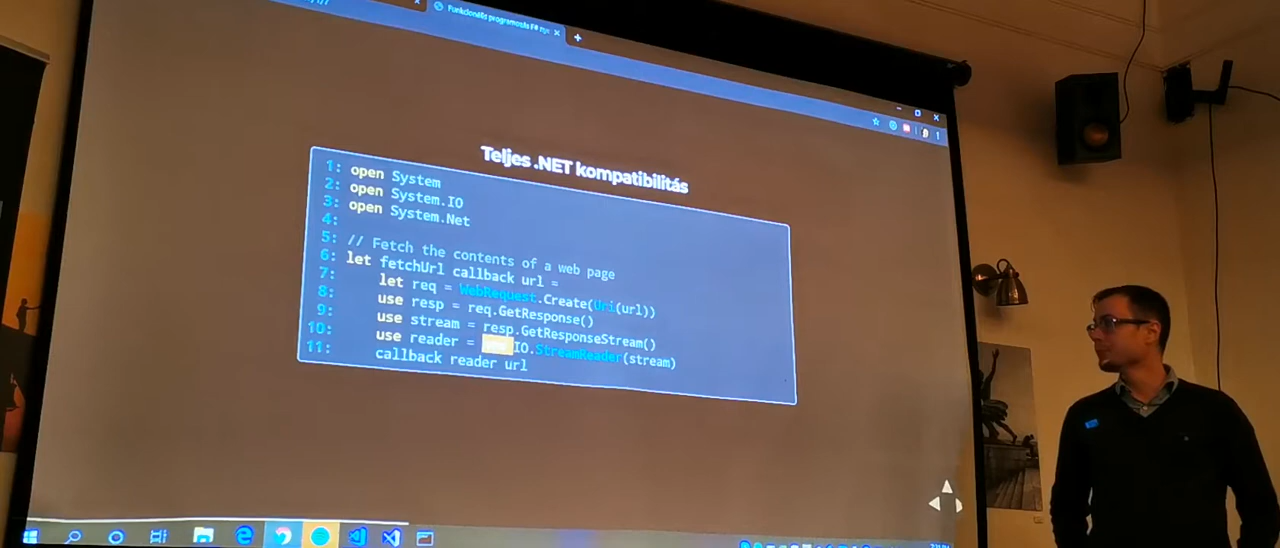 Funkcionális programozás F#
Teljes .NET kompatibilitás
1: open System
2: open System.IO
3: open System.Net
4:
5: // Fetch the contents of a web page
6: let fetchUrl callback url =
7: let req = WebRequest.Create(Uri(url))
8: use resp = req.GetResponse()
9: use stream = resp.GetResponseStream()
10: use reader = new IO.StreamReader(stream)
11: callback reader url